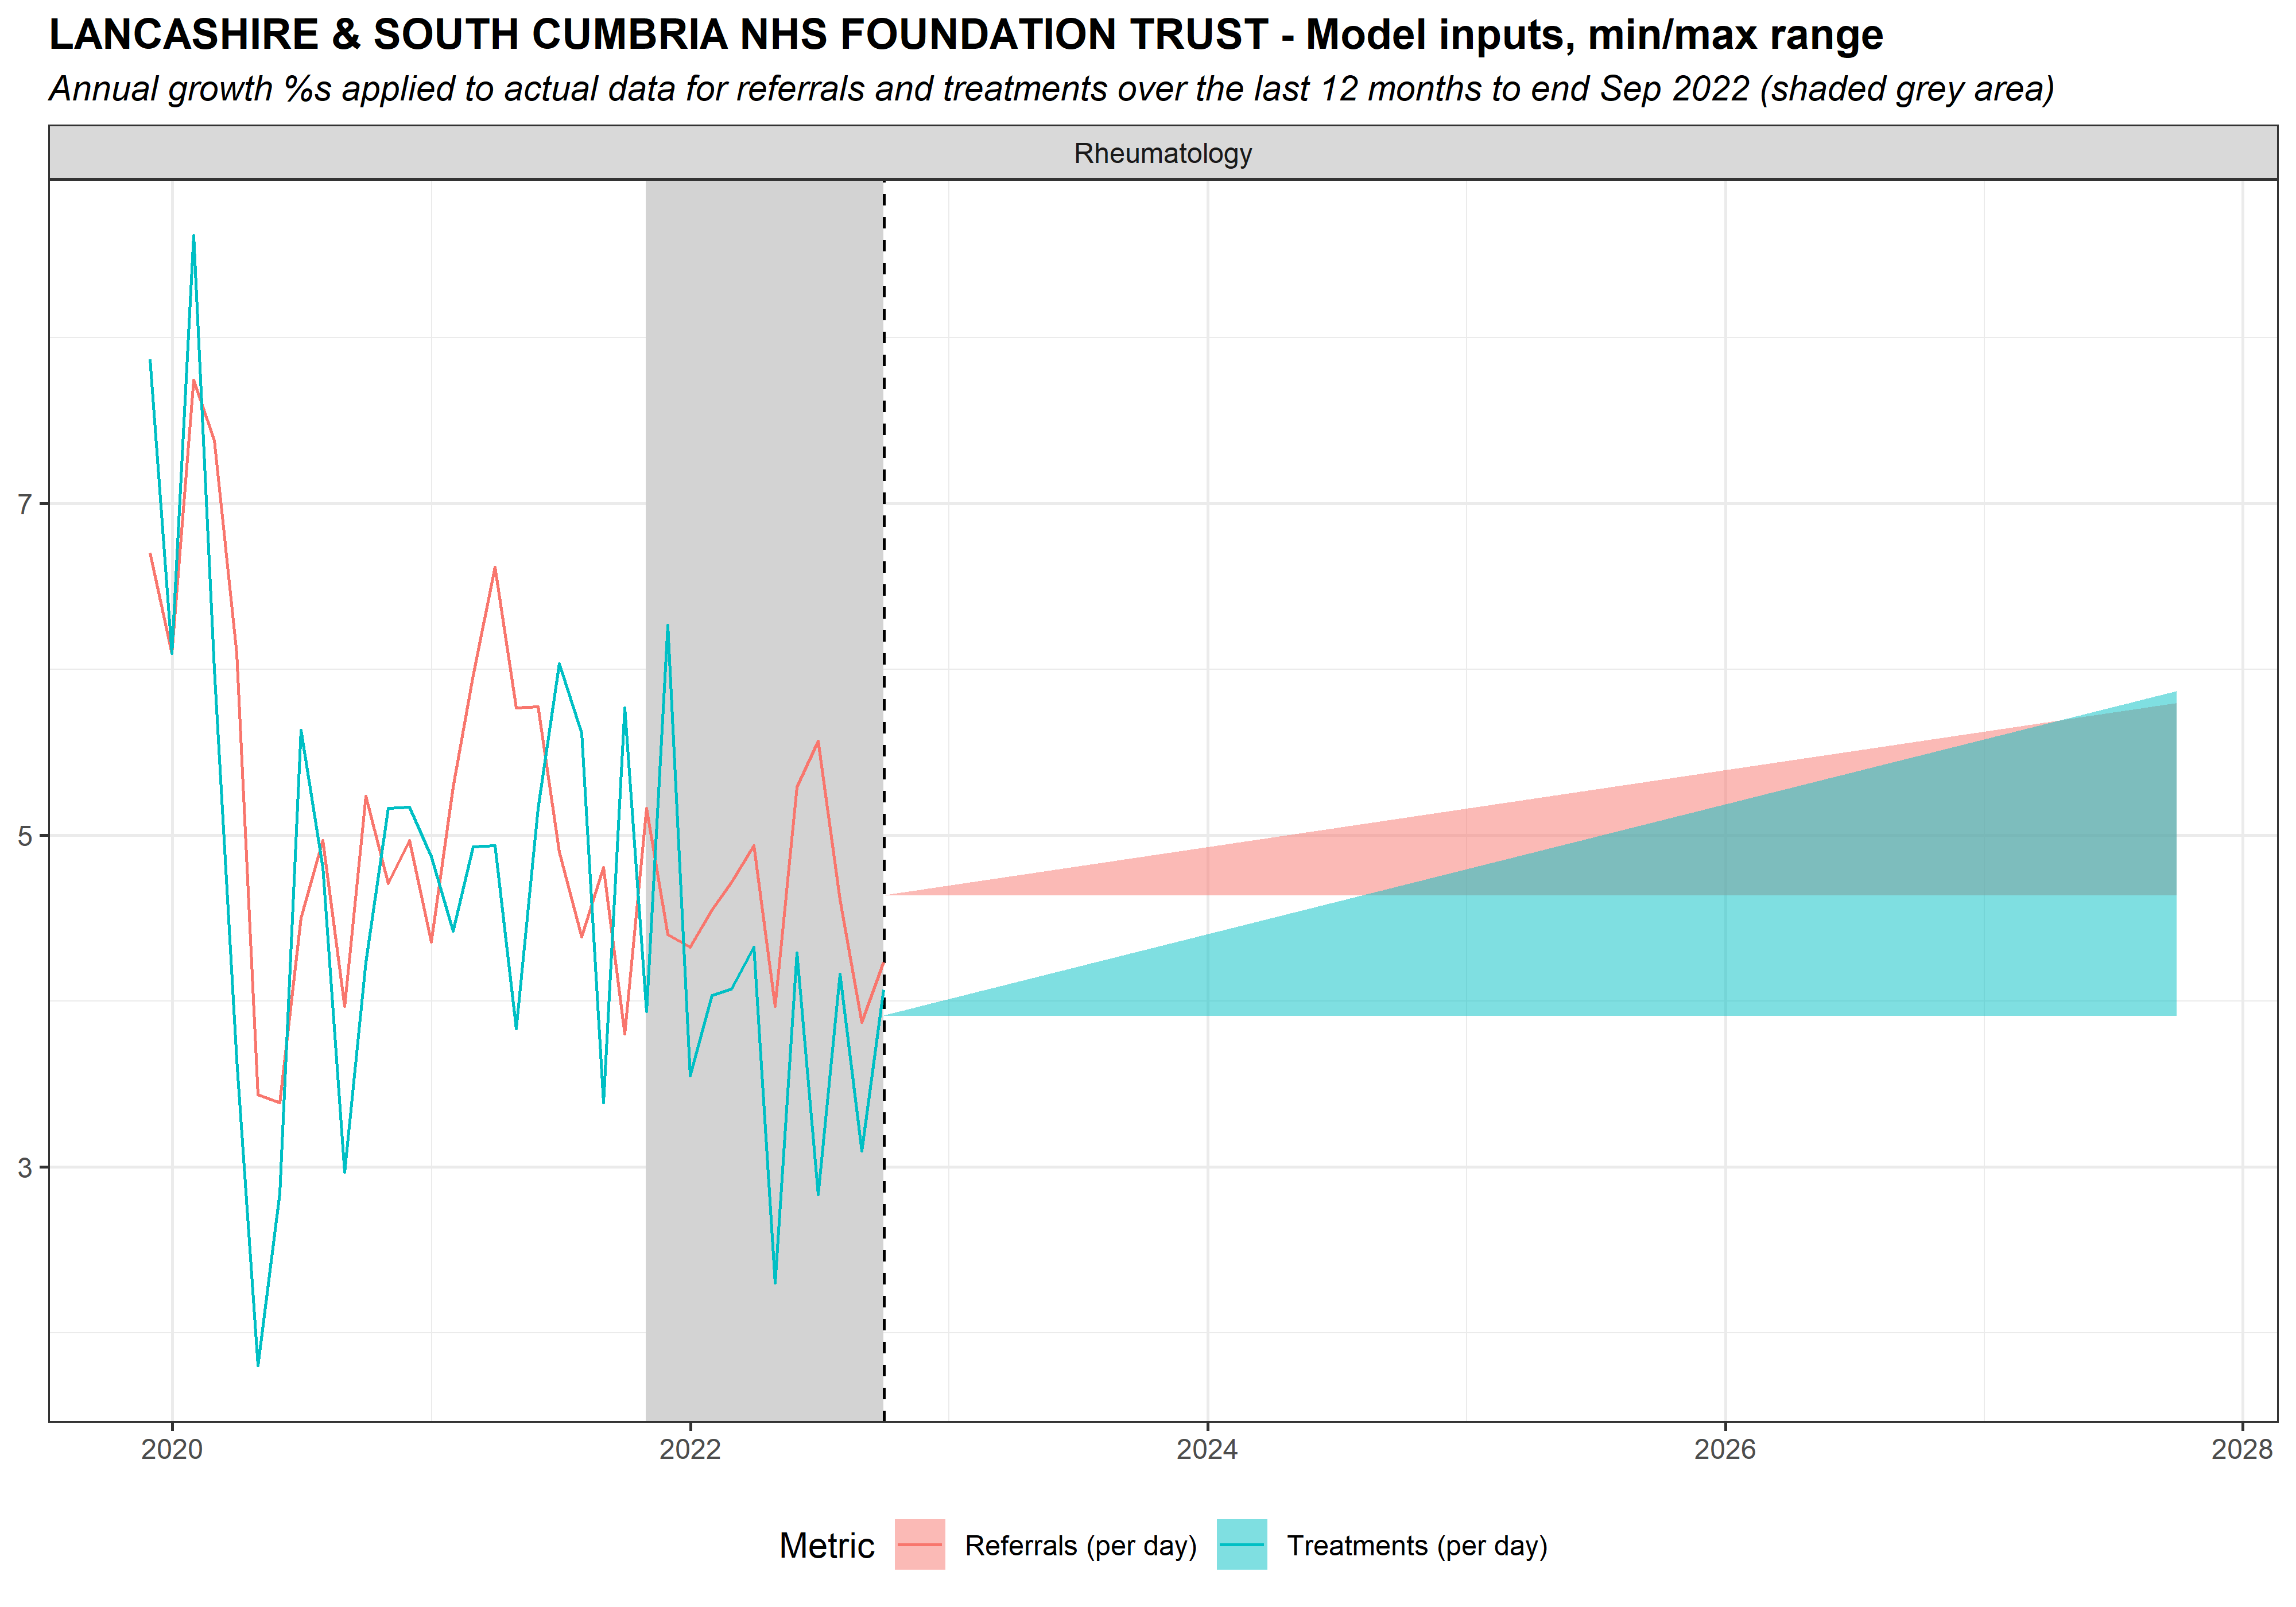 LANCASHIRE & SOUTH CUMBRIA NHS FOUNDATION TRUST - Model inputs, min/max range
Annual growth %s applied to actual data for referrals and treatments over the last 12 months to end Sep 2022 (shaded grey area)
Rheumatology
7
5
3
2020 2022 2024 2026 2028
Metric Referrals (per day) Treatments (per day)